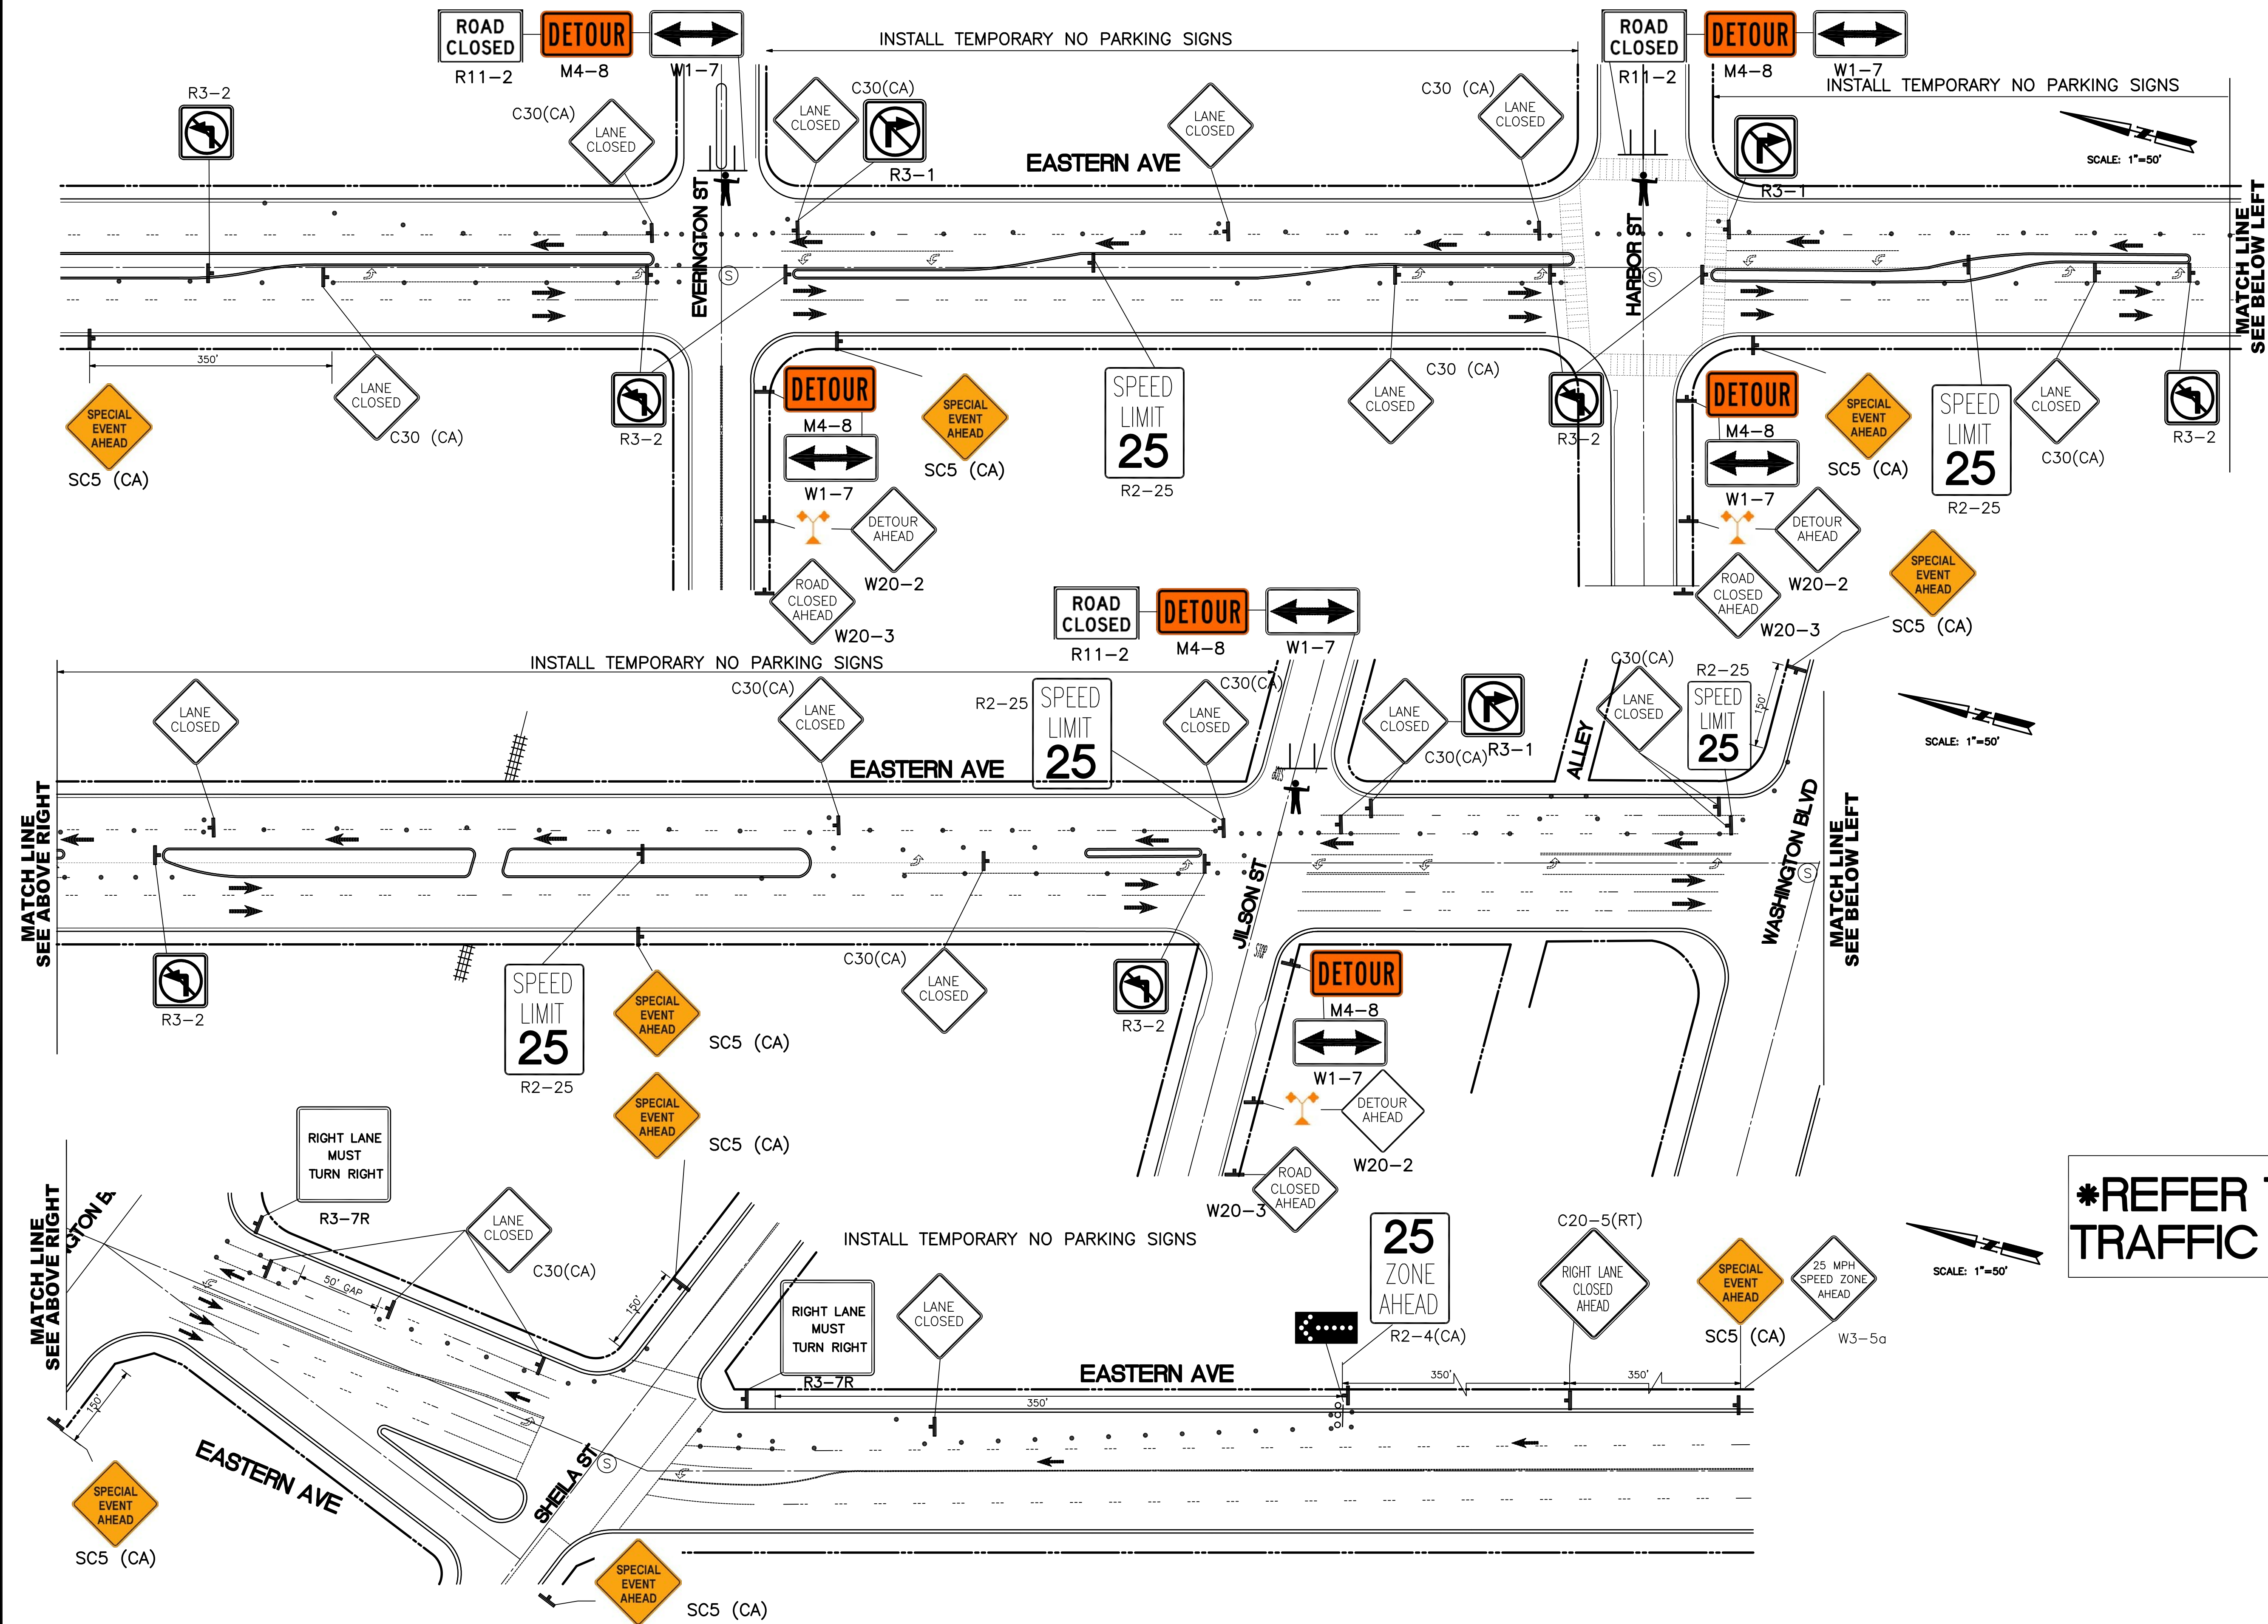 ROAD
CLOSED
R11-2
DETOUR
M4-8
W1-7
INSTALL TEMPORARY NO PARKING SIGNS
ROAD
CLOSED
R11-2
DETOUR
M4-8
W1-7
INSTALL TEMPORARY NO PARKING SIGNS
R3-2
C30(CA)
LANE
CLOSED
LANE
CLOSED
C30(CA)
R3-1
LANE
CLOSED
EASTERN AVE
C30 (CA)
LANE
CLOSED
R3-1
SCALE: 1"=50'
EVERINGTON ST
S
HARBOR ST
S
MATCH LINE
SEE BELOW LEFT
350'
SPECIAL
EVENT
AHEAD
SC5 (CA)
LANE
CLOSED
C30 (CA)
R3-2
DETOUR
M4-8
W1-7
DETOUR
AHEAD
W20-2
ROAD
CLOSED
AHEAD
W20-3
SPECIAL
EVENT
AHEAD
SC5 (CA)
SPEED
LIMIT
25
R2-25
C30 (CA)
LANE
CLOSED
R3-2
DETOUR
M4-8
W1-7
DETOUR
AHEAD
W20-2
ROAD
CLOSED
AHEAD
W20-3
SPECIAL
EVENT
AHEAD
SC5 (CA)
SPEED
LIMIT
25
R2-25
LANE
CLOSED
C30(CA)
R3-2
SPECIAL
EVENT
AHEAD
SC5 (CA)
ROAD
CLOSED
R11-2
DETOUR
M4-8
W1-7
INSTALL TEMPORARY NO PARKING SIGNS
LANE
CLOSED
C30(CA)
LANE
CLOSED
R2-25
SPEED
LIMIT
25
C30(CA)
LANE
CLOSED
LANE
CLOSED
C30(CA)
R3-1
ALLEY
C30(CA)
LANE
CLOSED
R2-25
SPEED
LIMIT
25
150'
SCALE: 1"=50'
EASTERN AVE
MATCH LINE
SEE ABOVE RIGHT
JILSON ST
WASHINGTON BLVD
S
MATCH LINE
SEE BELOW LEFT
R3-2
SPEED
LIMIT
25
R2-25
SPECIAL
EVENT
AHEAD
SC5 (CA)
C30(CA)
LANE
CLOSED
R3-2
DETOUR
M4-8
W1-7
DETOUR
AHEAD
W20-2
ROAD
CLOSED
AHEAD
W20-3
SPECIAL
EVENT
AHEAD
SC5 (CA)
RIGHT LANE
MUST
TURN RIGHT
R3-7R
LANE
CLOSED
C30(CA)
MATCH LINE
SEE ABOVE RIGHT
50' GAP
150'
INSTALL TEMPORARY NO PARKING SIGNS
RIGHT LANE
MUST
TURN RIGHT
R3-7R
LANE
CLOSED
25
ZONE
AHEAD
R2-4(CA)
C20-5(RT)
RIGHT LANE
CLOSED
AHEAD
SPECIAL
EVENT
AHEAD
SC5 (CA)
25 MPH
SPEED ZONE
AHEAD
W3-5a
SCALE: 1"=50'
*REFER
TRAFFIC
EASTERN AVE
350'
350'
350'
150'
EASTERN AVE
SHEILA ST
S
SPECIAL
EVENT
AHEAD
SC5 (CA)
SPECIAL
EVENT
AHEAD
SC5 (CA)